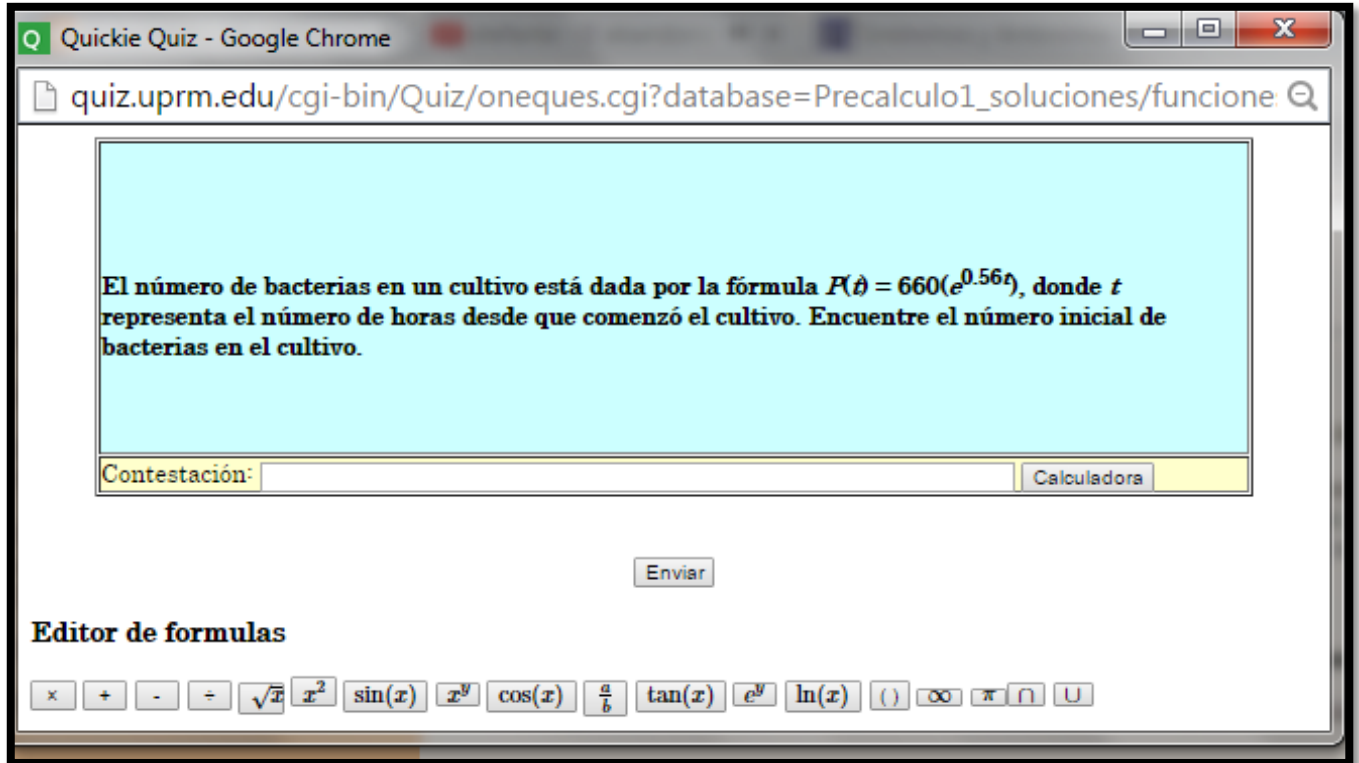 Quickie Quiz - Google Chrome
quiz.uprm.edu/cgi-bin/Quiz/oneques.cgi?database=Precalculo1_soluciones/funcione
El número de bacterias en un cultivo está dada por la fórmula P(t) = 660(e^0.56t), donde t
representa el número de horas desde que comenzó el cultivo. Encuentre el número inicial de
bacterias en el cultivo.
Contestación: Calculadora
Enviar
Editor de formulas
× + - ÷ √x x² sin(x) x^y cos(x) a/b tan(x) e^y ln(x) ( ) ∞ π ∩ ∪